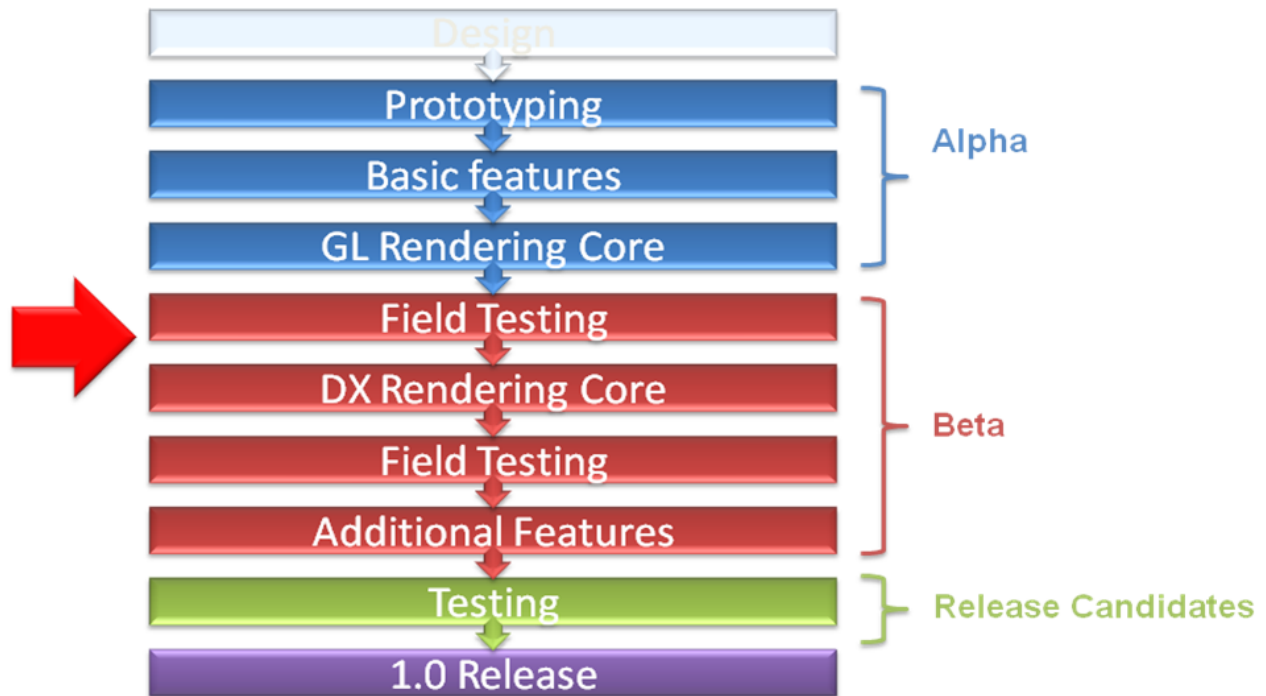 Design
Prototyping
Basic features
GL Rendering Core
Alpha
Field Testing
DX Rendering Core
Field Testing
Additional Features
Beta
Testing
Release Candidates
1.0 Release